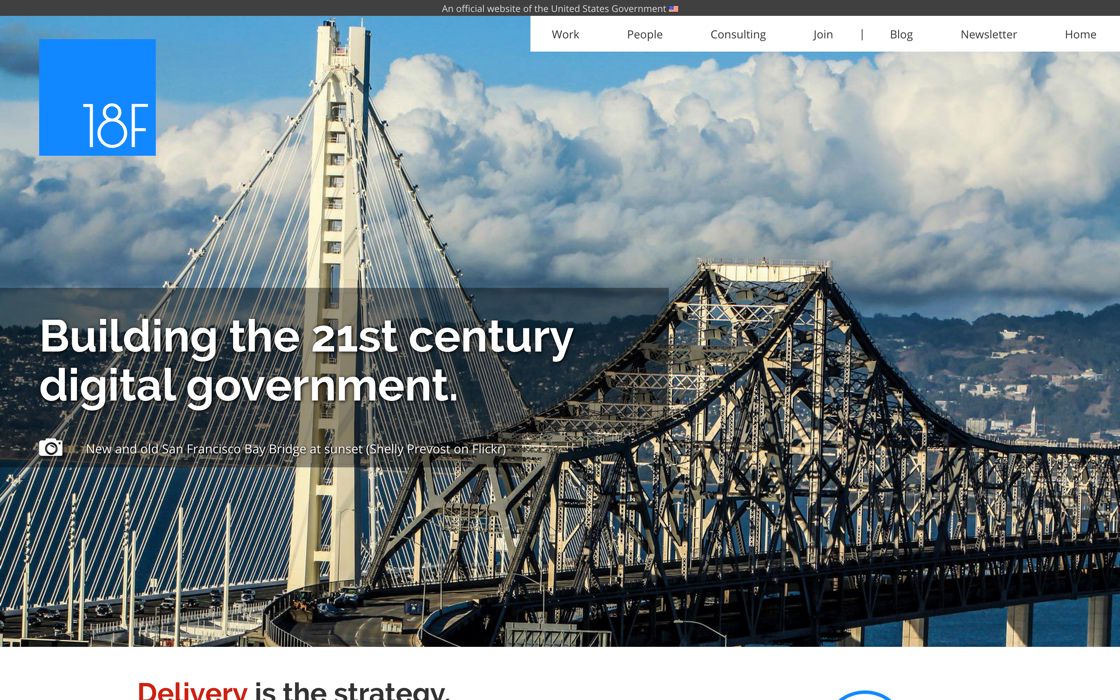 An official website of the United States Government
Work People Consulting Join | Blog Newsletter Home
18F
Building the 21st century
digital government.
New and old San Francisco Bay Bridge at sunset (Shelly Prevost on Flickr)
Delivery is the strategy.